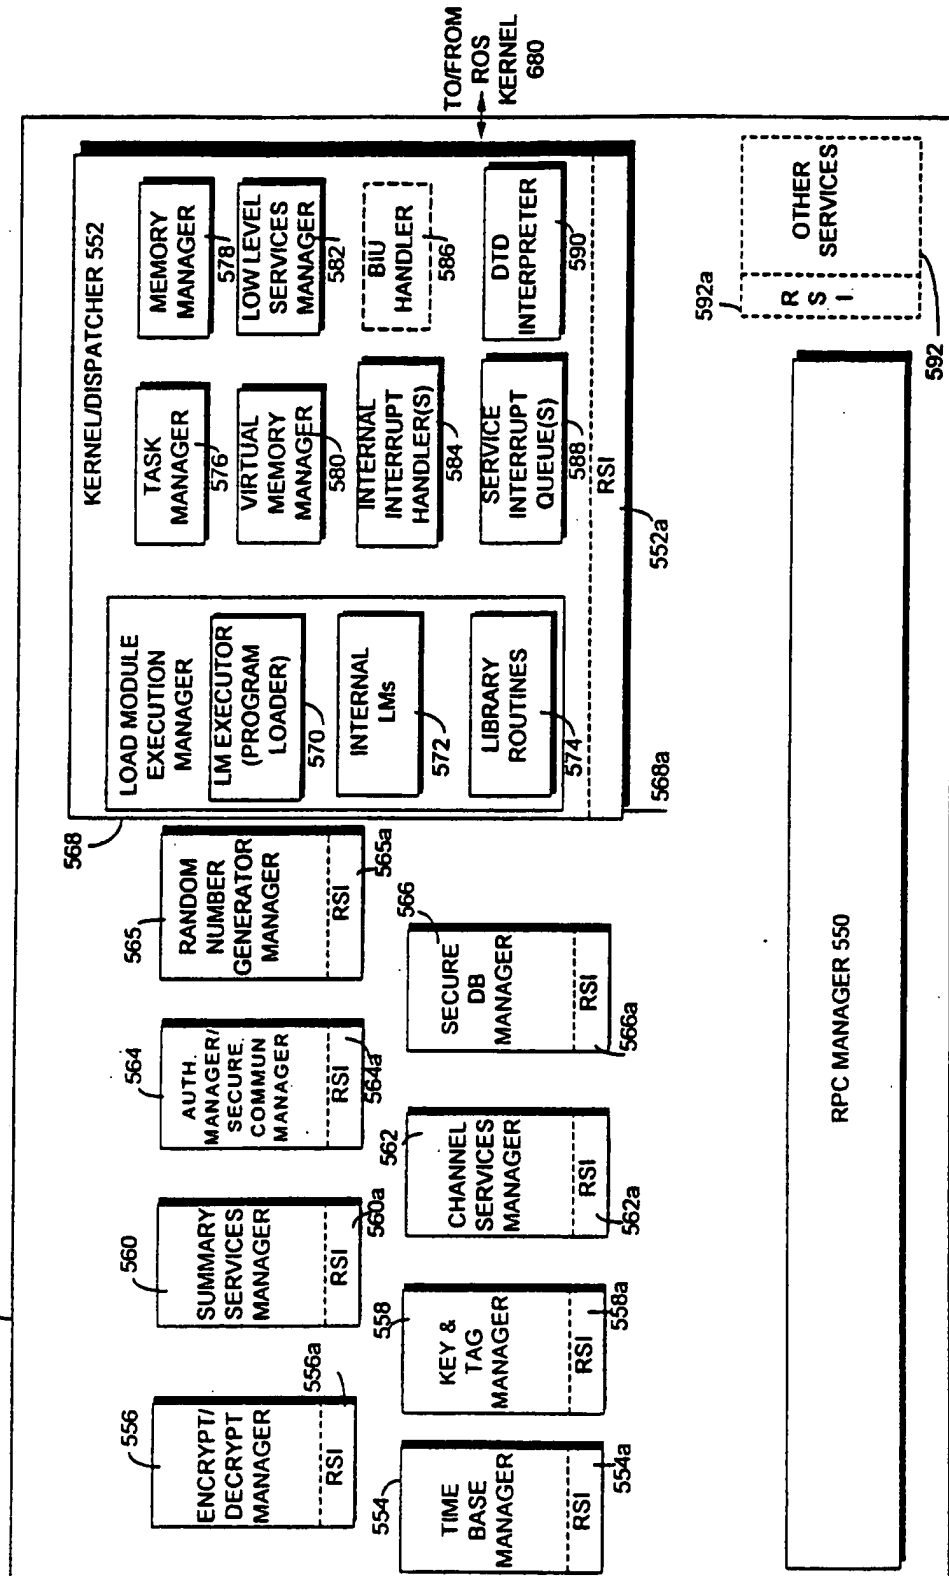 KERNEL/DISPATCHER 552
TO/FROM
ROS
KERNEL
680
568
LOAD MODULE
EXECUTION
MANAGER
LM EXECUTOR
(PROGRAM
LOADER)
570
INTERNAL
LMs
572
LIBRARY
ROUTINES
574
568a
TASK
MANAGER
576
MEMORY
MANAGER
578
VIRTUAL
MEMORY
MANAGER
580
LOW LEVEL
SERVICES
MANAGER
582
INTERNAL
INTERRUPT
HANDLER(S)
584
BIU
HANDLER
586
SERVICE
INTERRUPT
QUEUE(S)
588
DTD
INTERPRETER
590
RSI
552a
556
ENCRYPT/
DECRYPT
MANAGER
RSI
556a
560
SUMMARY
SERVICES
MANAGER
RSI
560a
564
AUTH.
MANAGER/
SECURE.
COMMUN
MANAGER
RSI
564a
565
RANDOM
NUMBER
GENERATOR
MANAGER
RSI
565a
554
TIME
BASE
MANAGER
RSI
554a
558
KEY &
TAG
MANAGER
RSI
558a
562
CHANNEL
SERVICES
MANAGER
RSI
562a
566
SECURE
DB
MANAGER
RSI
566a
592a
RSI
OTHER
SERVICES
592
RPC MANAGER 550